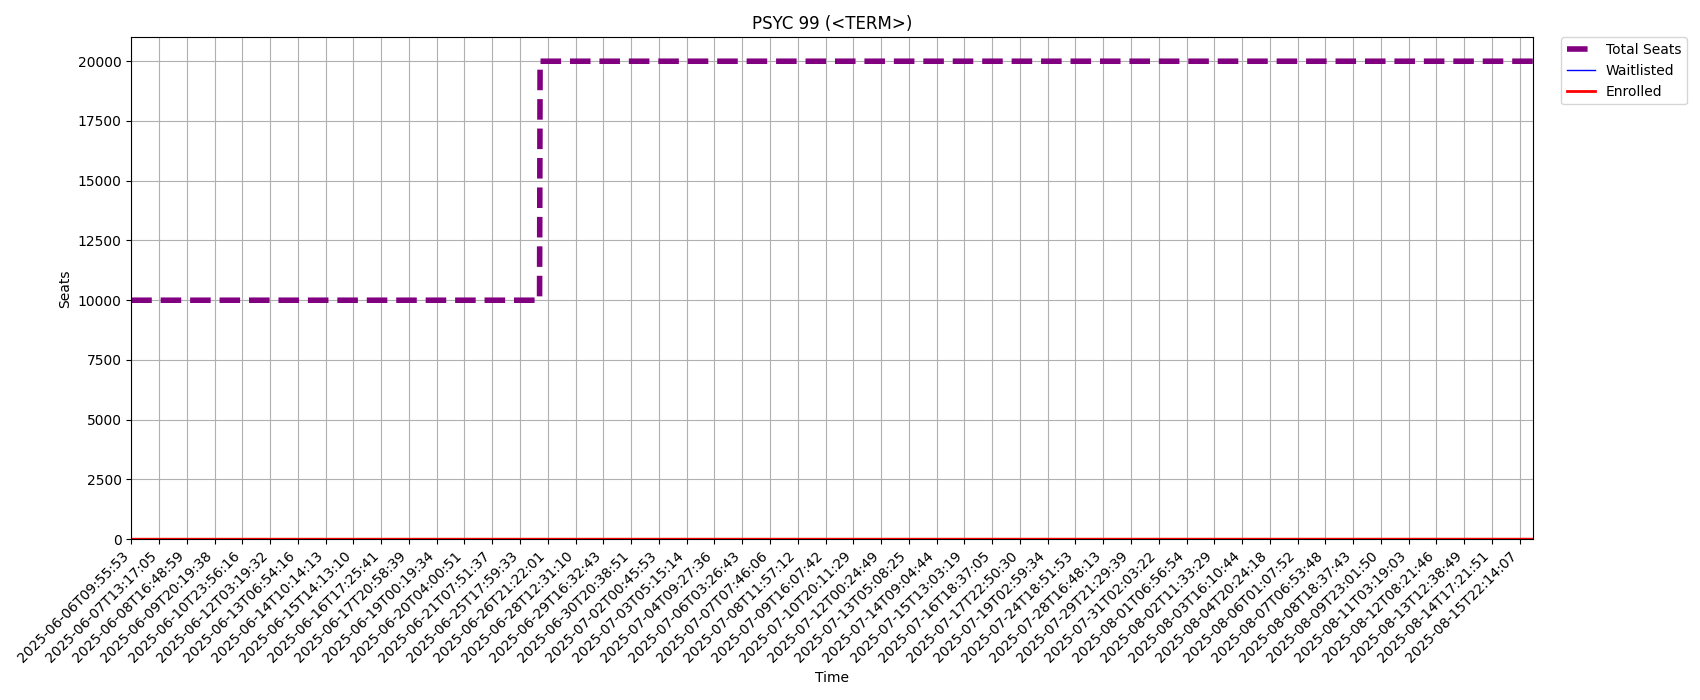 PSYC 99 (<TERM>)
Total Seats
Waitlisted
Enrolled
Seats
20000
17500
15000
12500
10000
7500
5000
2500
0
2025-06-06T09:55:53
2025-06-07T13:17:05
2025-06-08T16:48:59
2025-06-09T20:19:38
2025-06-10T23:56:16
2025-06-12T03:19:32
2025-06-13T06:54:16
2025-06-14T10:14:13
2025-06-15T14:13:10
2025-06-16T17:25:41
2025-06-17T20:58:39
2025-06-19T00:19:34
2025-06-20T04:00:51
2025-06-21T07:51:37
2025-06-25T17:59:33
2025-06-26T21:22:01
2025-06-28T12:31:10
2025-06-29T16:32:43
2025-06-30T20:38:51
2025-07-02T00:45:53
2025-07-03T05:15:14
2025-07-04T09:27:36
2025-07-06T03:26:43
2025-07-07T07:46:06
2025-07-08T11:57:12
2025-07-09T16:07:42
2025-07-10T20:11:29
2025-07-12T00:24:49
2025-07-13T05:08:25
2025-07-14T09:04:44
2025-07-15T13:03:19
2025-07-16T18:37:05
2025-07-17T22:50:30
2025-07-19T02:59:34
2025-07-24T18:51:53
2025-07-28T16:48:13
2025-07-29T21:29:39
2025-07-31T02:03:22
2025-08-01T06:56:54
2025-08-02T11:33:29
2025-08-03T16:10:44
2025-08-04T20:24:18
2025-08-06T01:07:52
2025-08-07T06:53:48
2025-08-08T18:37:43
2025-08-09T23:01:50
2025-08-11T03:19:03
2025-08-12T08:21:46
2025-08-13T12:38:49
2025-08-14T17:21:51
2025-08-15T22:14:07
Time